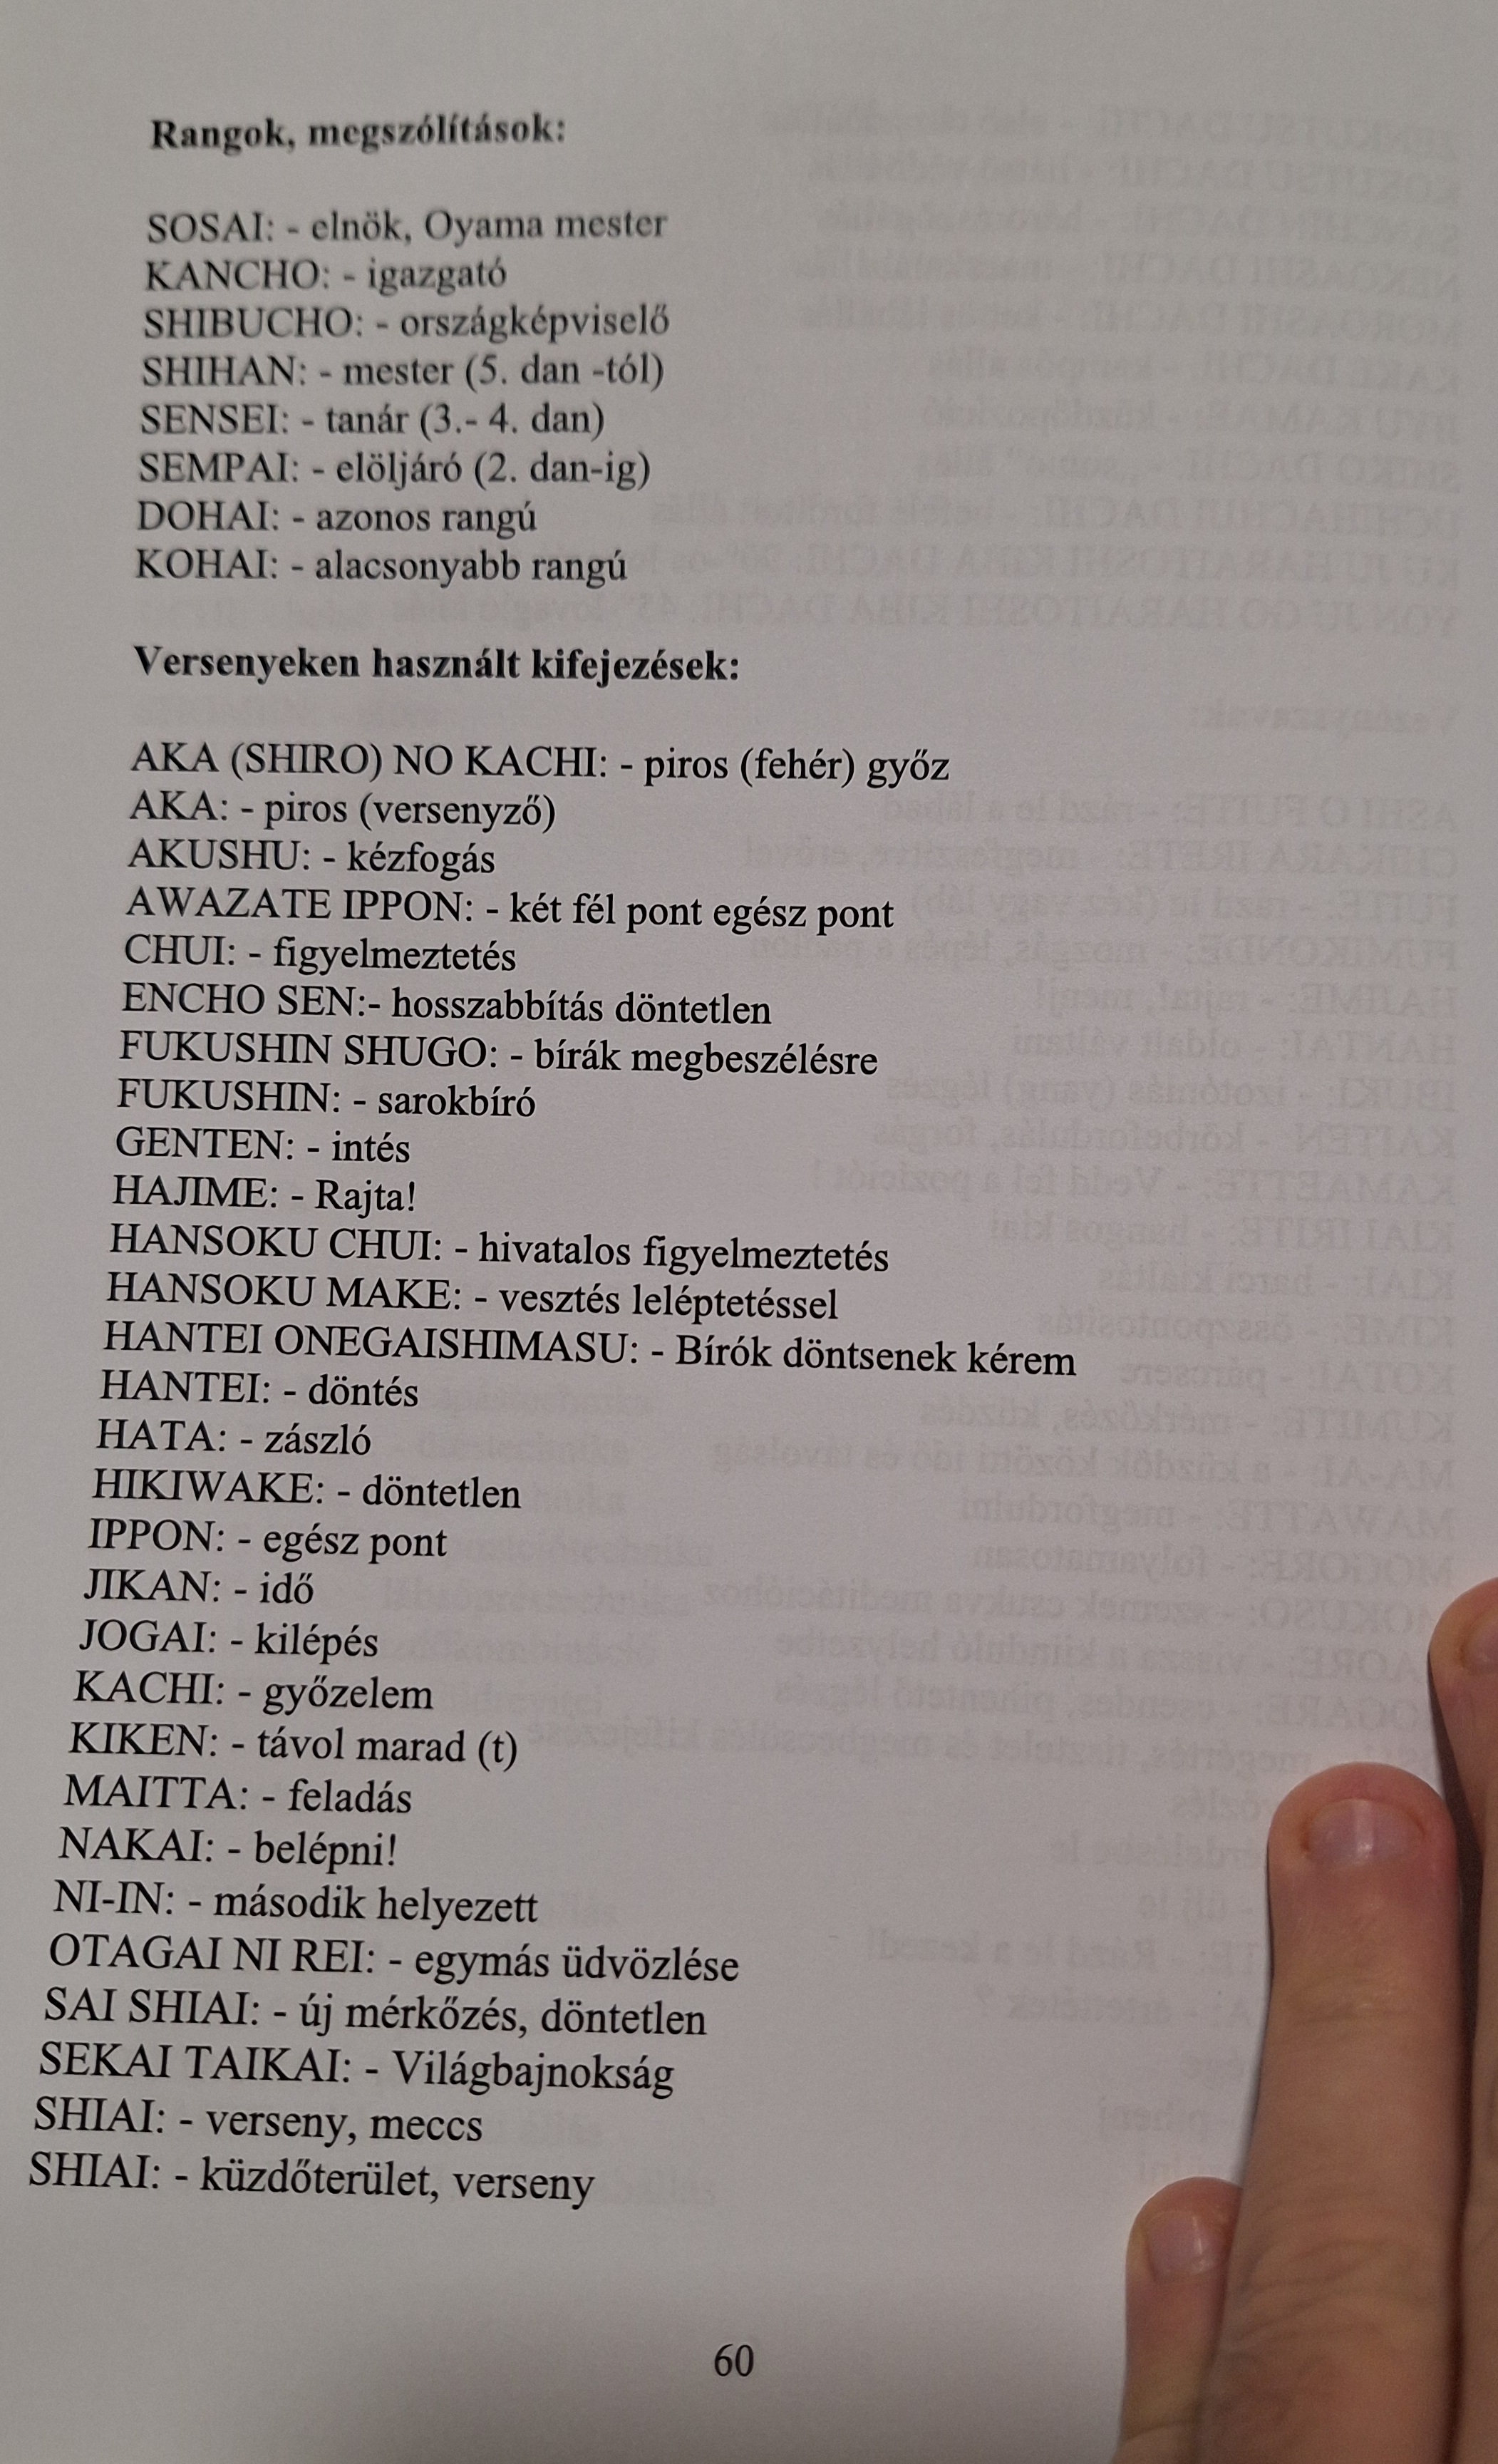 Rangok, megszólítások:
SOSAI: - elnök, Oyama mester
KANCHO: - igazgató
SHIBUCHO: - országképviselő
SHIHAN: - mester (5. dan -tól)
SENSEI: - tanár (3.- 4. dan)
SEMPAI: - elöljáró (2. dan-ig)
DOHAI: - azonos rangú
KOHAI: - alacsonyabb rangú
Versenyeken használt kifejezések:
AKA (SHIRO) NO KACHI: - piros (fehér) győz
AKA: - piros (versenyző)
AKUSHU: - kézfogás
AWAZATE IPPON: - két fél pont egész pont
CHUI: - figyelmeztetés
ENCHO SEN:- hosszabbítás döntetlen
FUKUSHIN SHUGO: - bírák megbeszélésre
FUKUSHIN: - sarokbíró
GENTEN: - intés
HAJIME: - Rajta!
HANSOKU CHUI: - hivatalos figyelmeztetés
HANSOKU MAKE: - vesztés leléptetéssel
HANTEI ONEGAISHIMASU: - Bírók döntsenek kérem
HANTEI: - döntés
HATA: - zászló
HIKIWAKE: - döntetlen
IPPON: - egész pont
JIKAN: - idő
JOGAI: - kilépés
KACHI: - győzelem
KIKEN: - távol marad (t)
MAITTA: - feladás
NAKAI: - belépni!
NI-IN: - második helyezett
OTAGAI NI REI: - egymás üdvözlése
SAI SHIAI: - új mérkőzés, döntetlen
SEKAI TAIKAI: - Világbajnokság
SHIAI: - verseny, meccs
SHIAI: - küzdőterület, verseny
60